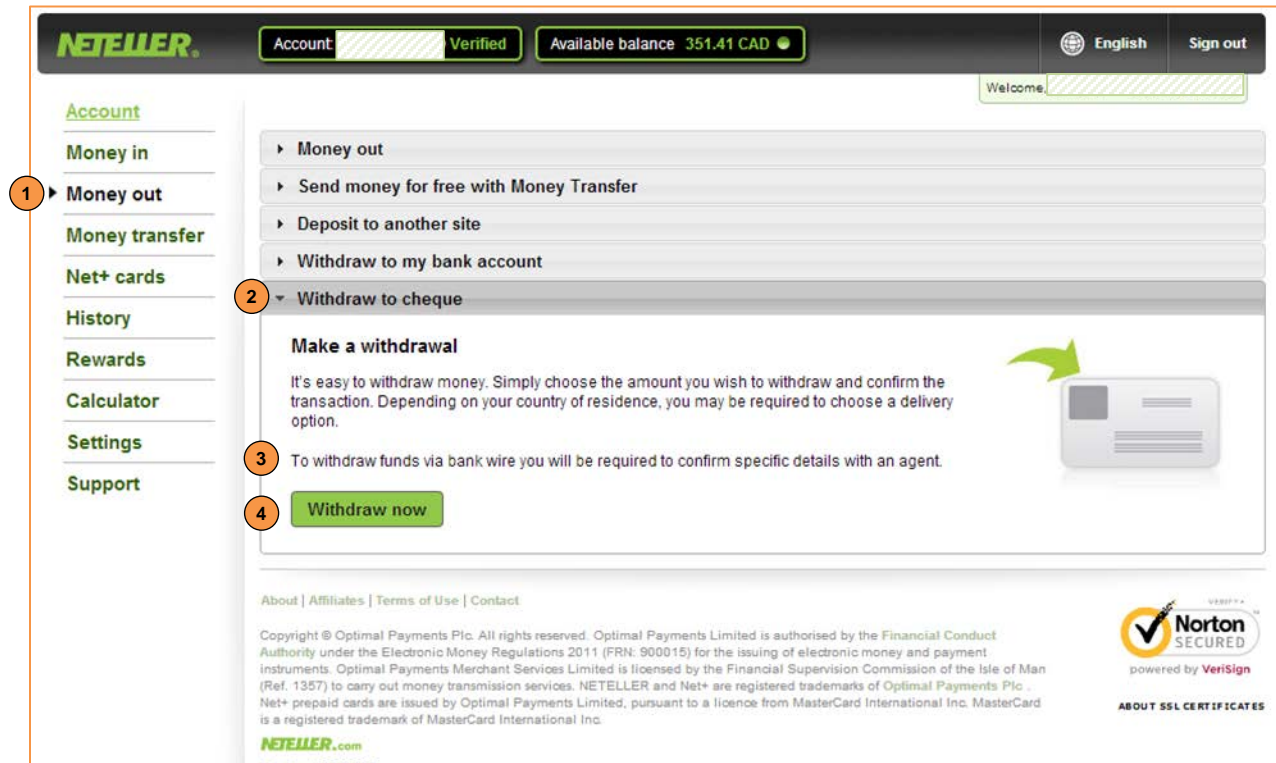 NETELLER.
Account Verified
Available balance 351.41 CAD
English
Sign out
Welcome,
Account
Money in
1
Money out
Money transfer
Net+ cards
History
Rewards
Calculator
Settings
Support
Money out
Send money for free with Money Transfer
Deposit to another site
Withdraw to my bank account
2
Withdraw to cheque
Make a withdrawal
It's easy to withdraw money. Simply choose the amount you wish to withdraw and confirm the
transaction. Depending on your country of residence, you may be required to choose a delivery
option.
3
To withdraw funds via bank wire you will be required to confirm specific details with an agent.
4
Withdraw now
About | Affiliates | Terms of Use | Contact
Copyright © Optimal Payments Plc. All rights reserved. Optimal Payments Limited is authorised by the Financial Conduct
Authority under the Electronic Money Regulations 2011 (FRN: 900015) for the issuing of electronic money and payment
instruments. Optimal Payments Merchant Services Limited is licensed by the Financial Supervision Commission of the Isle of Man
(Ref. 1357) to carry out money transmission services. NETELLER and Net+ are registered trademarks of Optimal Payments Plc .
Net+ prepaid cards are issued by Optimal Payments Limited, pursuant to a licence from MasterCard International Inc. MasterCard
is a registered trademark of MasterCard International Inc.
NETELLER.com
VERIFY
Norton
SECURED
powered by VeriSign
ABOUT SSL CERTIFICATES